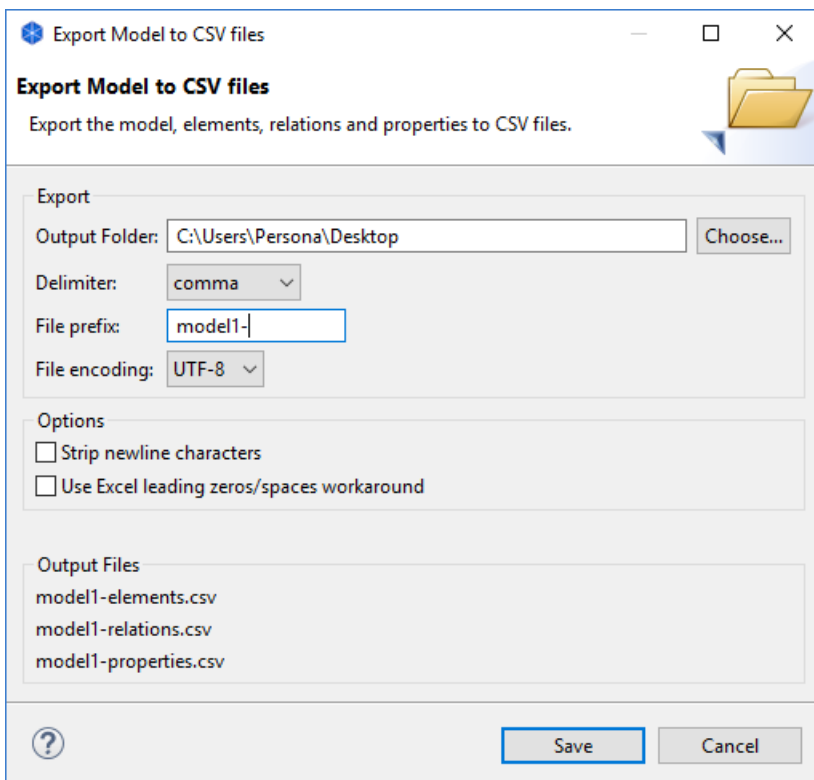 Export Model to CSV files
Export Model to CSV files
Export the model, elements, relations and properties to CSV files.
Export
Output Folder: C:\Users\Persona\Desktop Choose...
Delimiter: comma
File prefix: model1-
File encoding: UTF-8
Options
Strip newline characters
Use Excel leading zeros/spaces workaround
Output Files
model1-elements.csv
model1-relations.csv
model1-properties.csv
? Save Cancel